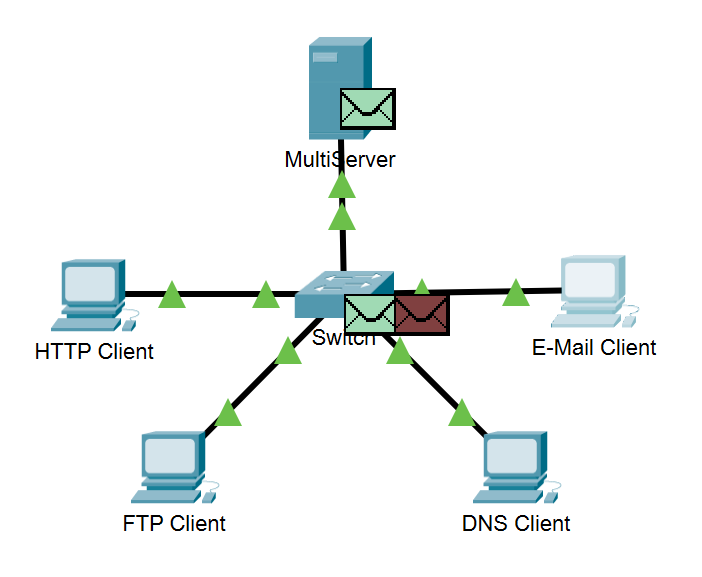 MultiServer
HTTP Client
Switch
E-Mail Client
FTP Client
DNS Client